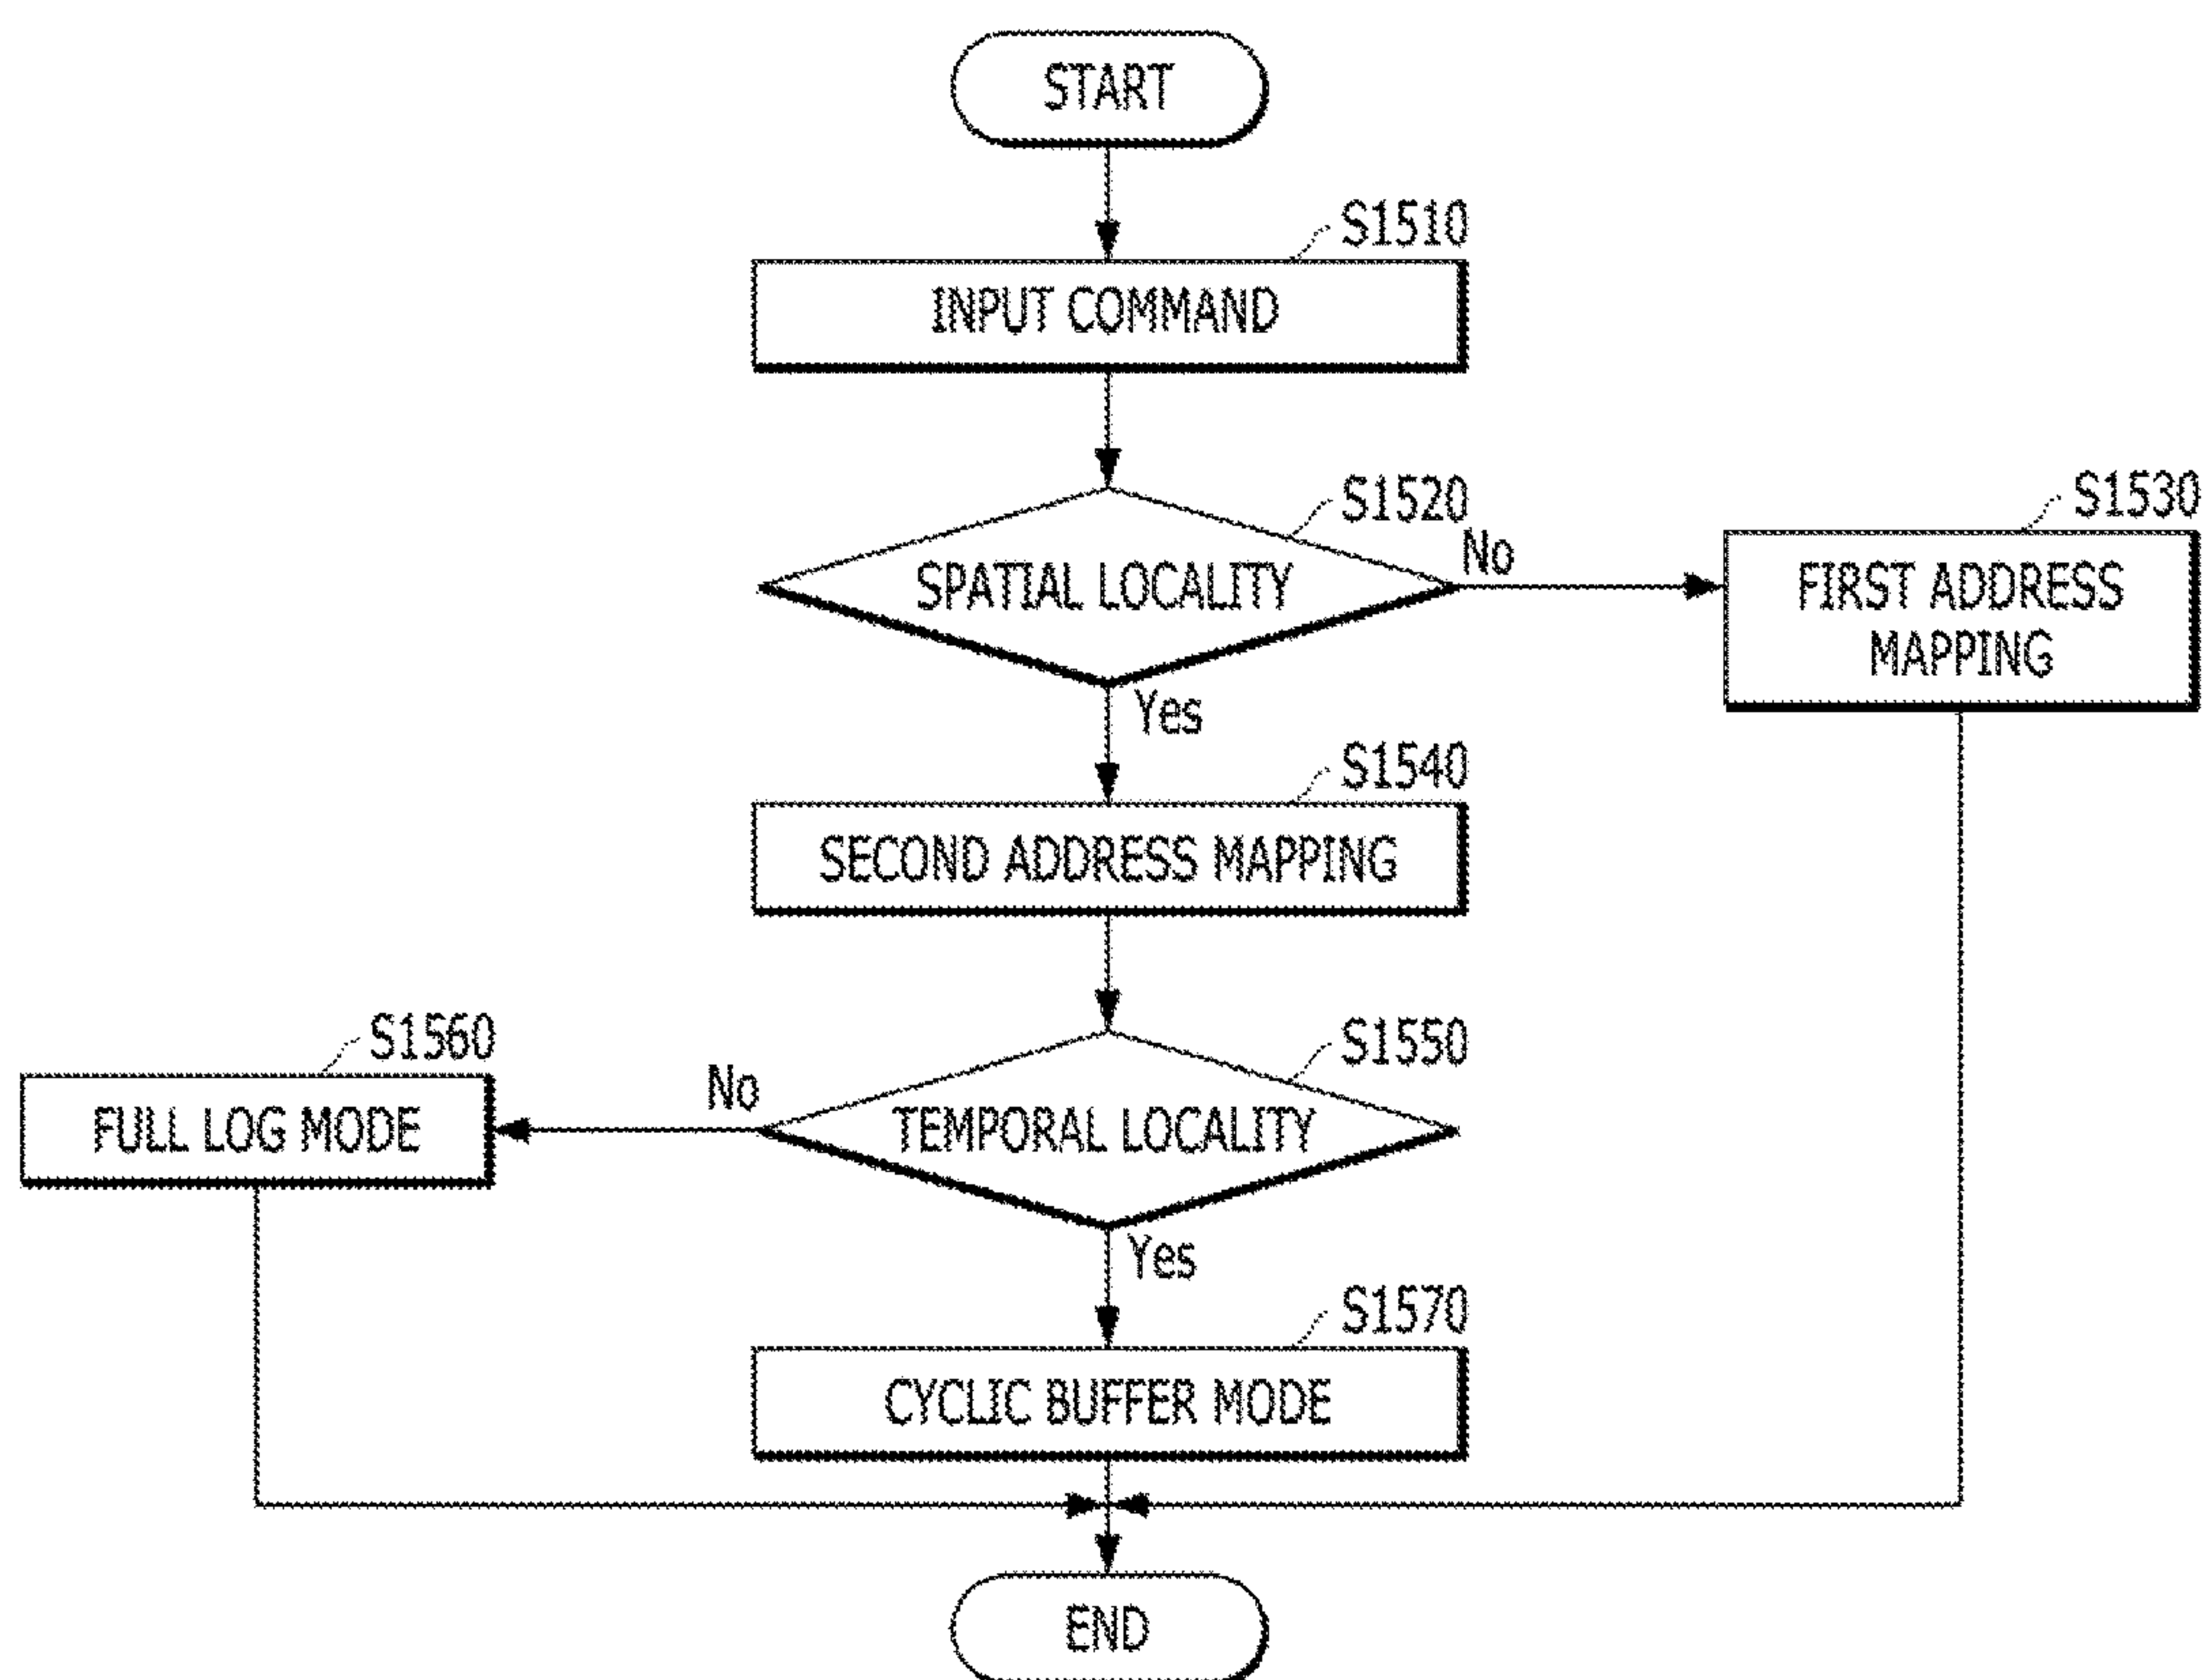 START
S1510
INPUT COMMAND
S1520
SPATIAL LOCALITY
No
S1530
FIRST ADDRESS
MAPPING
Yes
S1540
SECOND ADDRESS MAPPING
S1550
TEMPORAL LOCALITY
No
S1560
FULL LOG MODE
Yes
S1570
CYCLIC BUFFER MODE
END